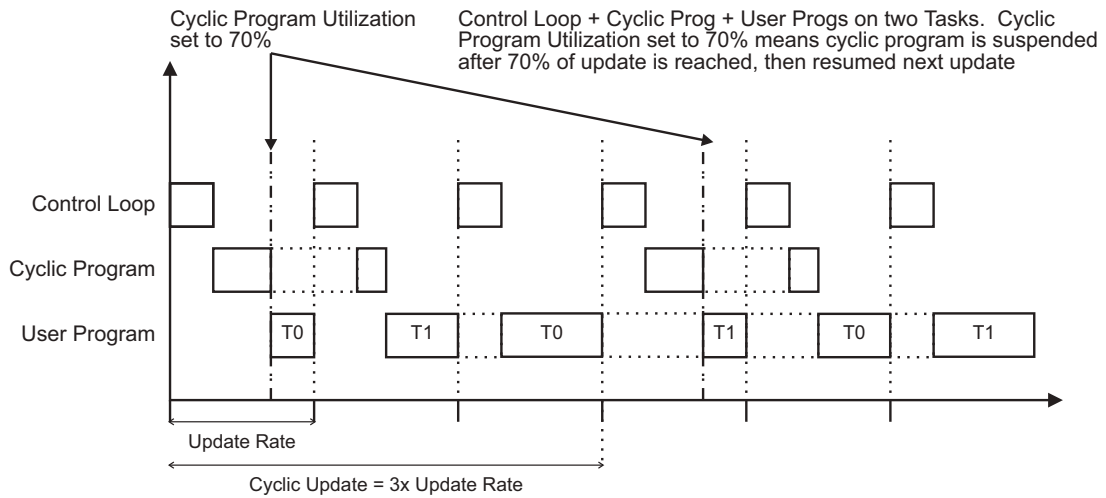 Cyclic Program Utilization
set to 70%
Control Loop + Cyclic Prog + User Progs on two Tasks.  Cyclic
Program Utilization set to 70% means cyclic program is suspended
after 70% of update is reached, then resumed next update
Control Loop
Cyclic Program
User Program
T0
T1
T0
T1
T0
T1
Update Rate
Cyclic Update = 3x Update Rate